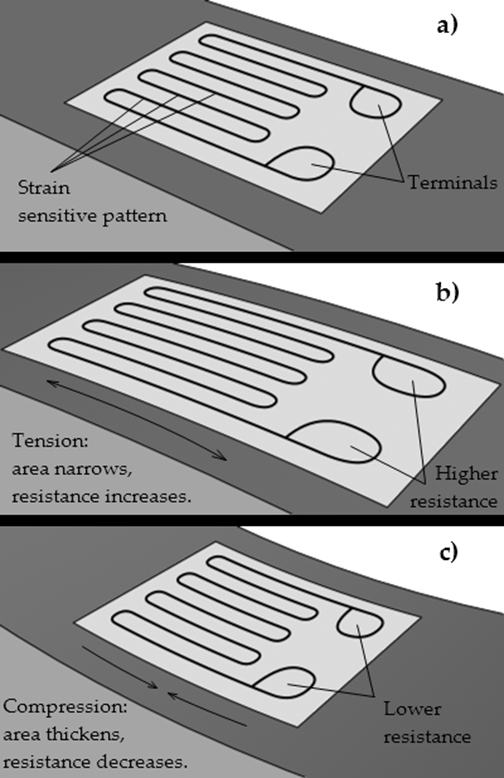 a)
Terminals
Strain
sensitive pattern
b)
Tension:
area narrows,
resistance increases.
Higher
resistance
c)
Compression:
area thickens,
resistance decreases.
Lower
resistance